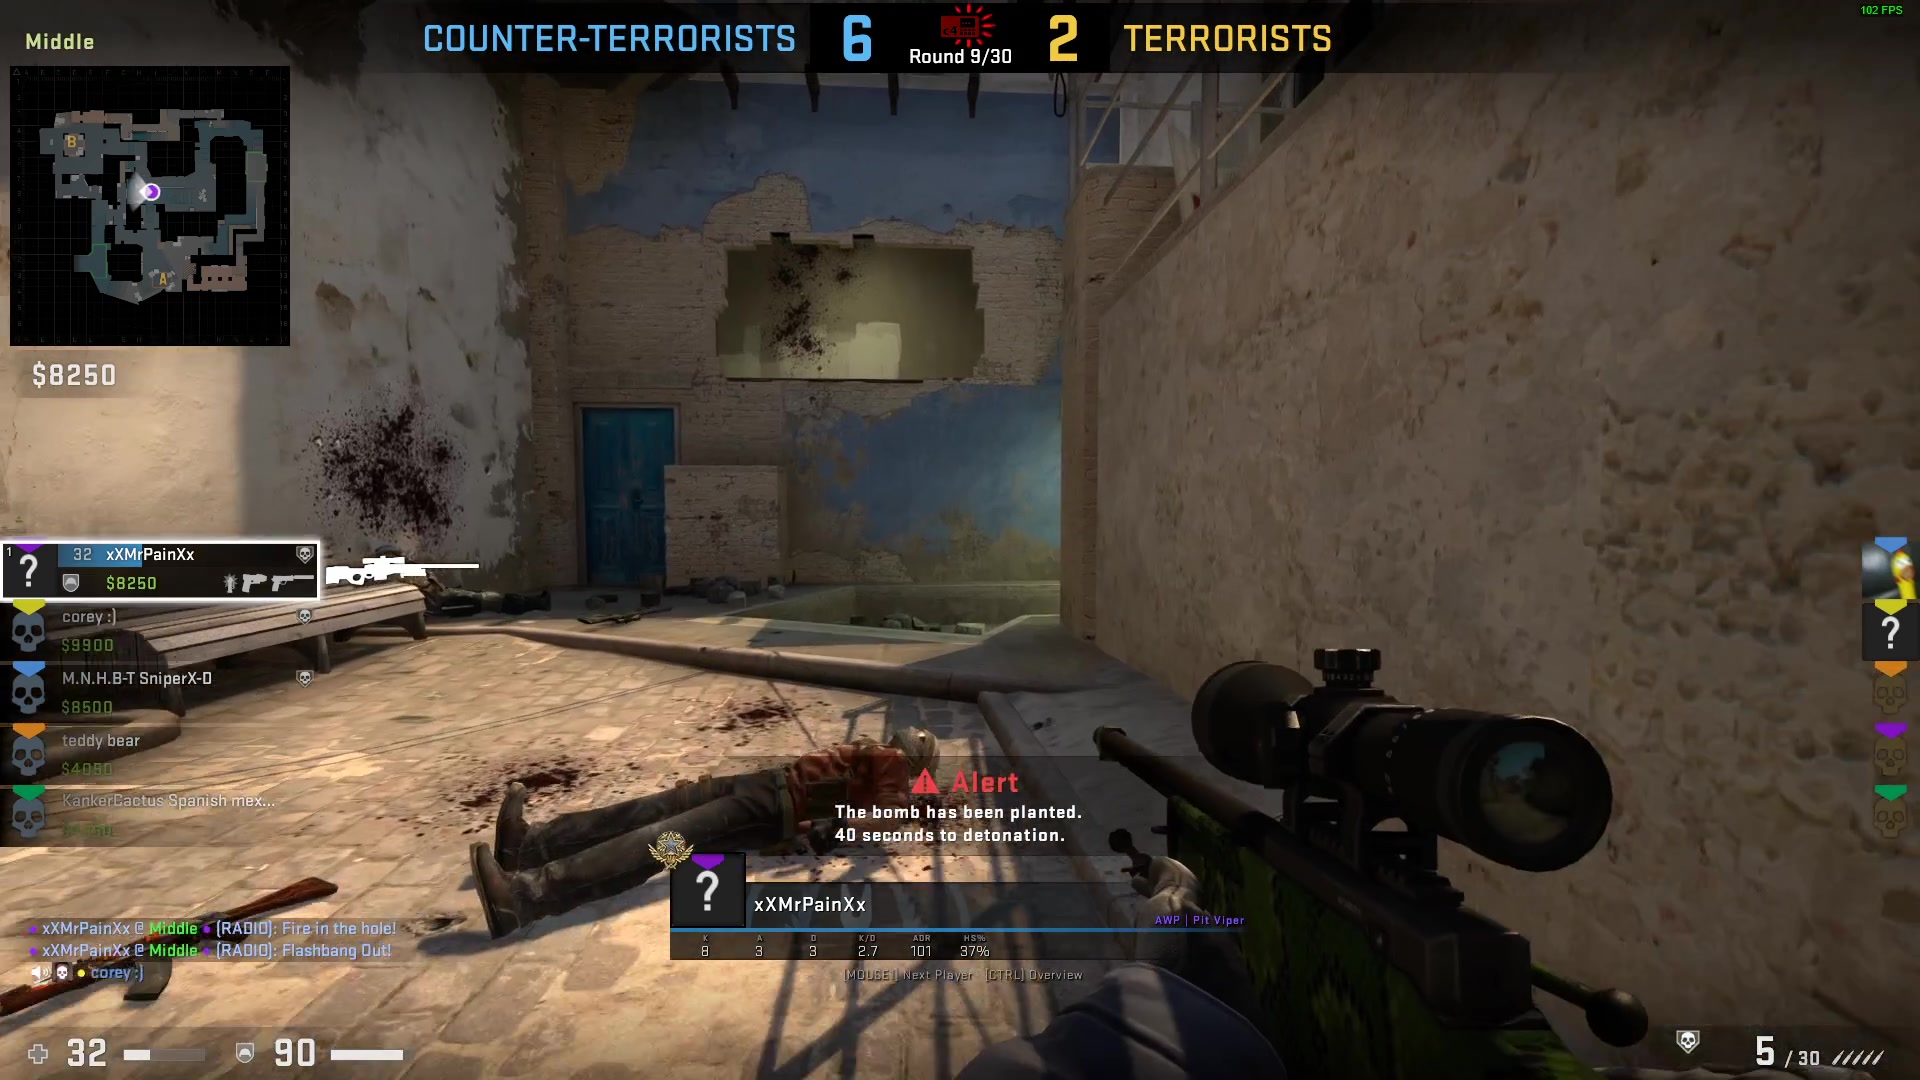 102 FPS
COUNTER-TERRORISTS 6 2 TERRORISTS
Round 9/30
Middle
B
A
$8250
1 ? 32 xXMrPainXx
$8250
corey :)
$9900
M.N.H.B-T SniperX-D
$8500
teddy bear
$4050
KankerCactus Spanish mex...
?
Alert
The bomb has been planted.
40 seconds to detonation.
? xXMrPainXx
AWP | Pit Viper
K A D K/D ADR HS%
8 3 3 2.7 101 37%
[MOUSE1] Next Player [CTRL] Overview
xXMrPainXx @ Middle (RADIO): Fire in the hole!
xXMrPainXx @ Middle (RADIO): Flashbang Out!
corey :)
32 90
5 / 30